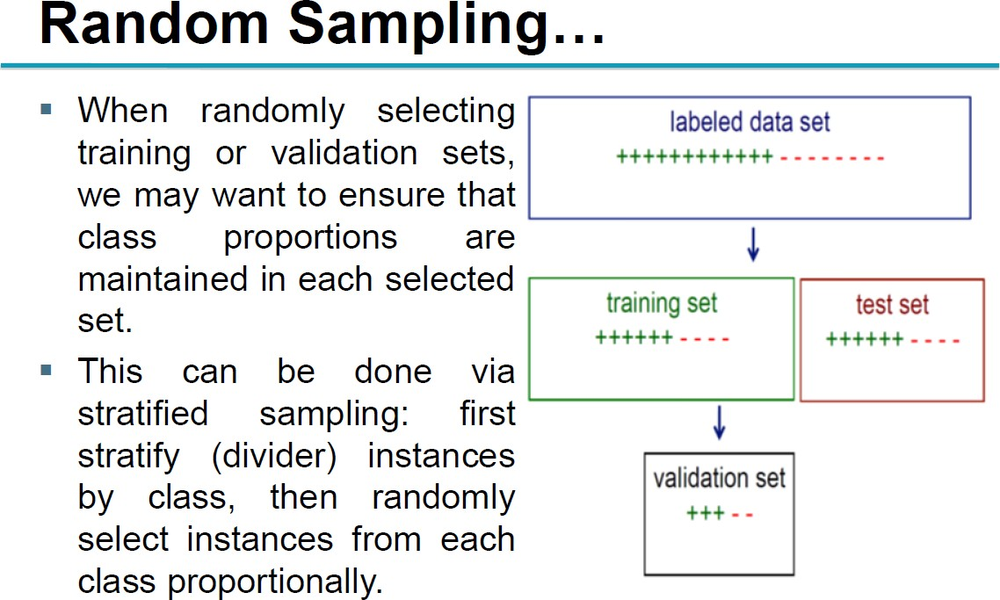 Random Sampling…
▪ When randomly selecting
training or validation sets,
we may want to ensure that
class proportions are
maintained in each selected
set.
▪ This can be done via
stratified sampling: first
stratify (divider) instances
by class, then randomly
select instances from each
class proportionally.
labeled data set
++++++++++++ - - - - - - - -
training set
++++++ - - - -
test set
++++++ - - - -
validation set
+++ - -